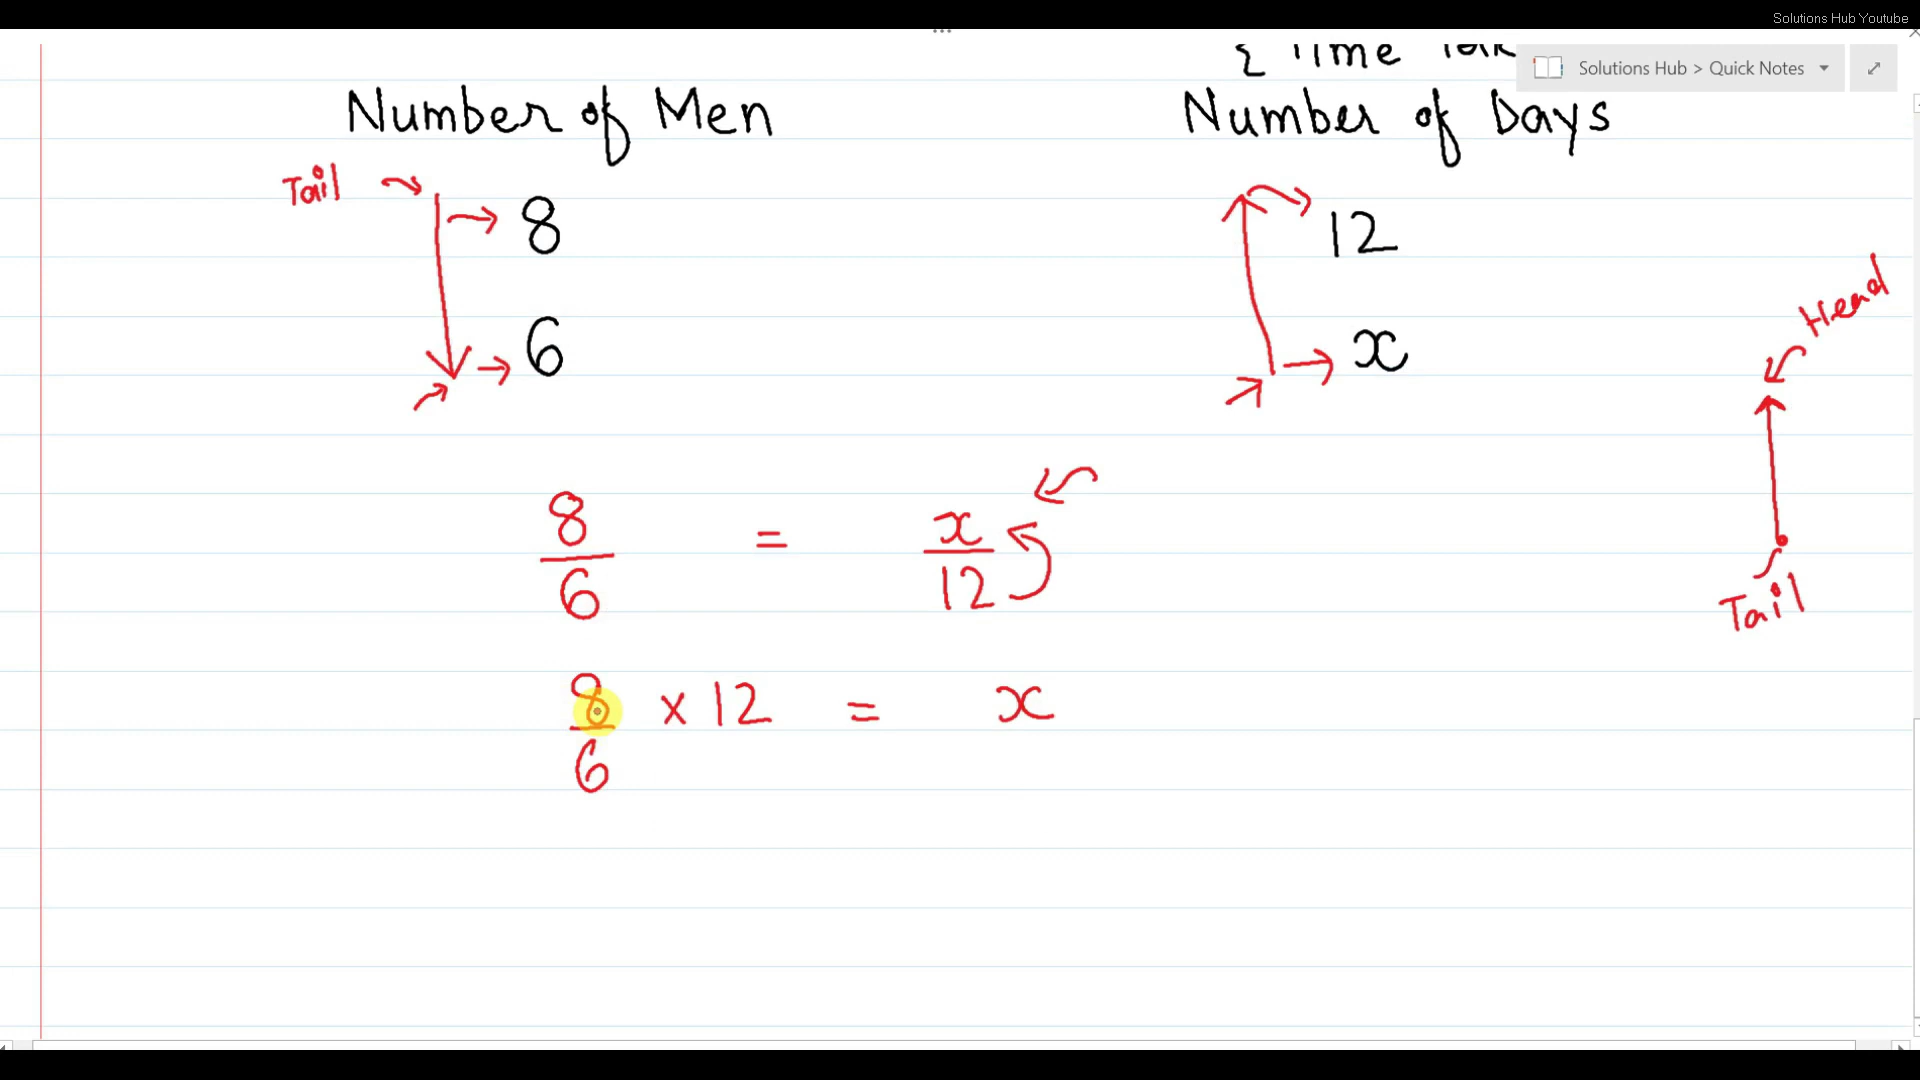 Solutions Hub Youtube
Solutions Hub > Quick Notes
Time
Number of Men
Number of Days
Tail
8
12
6
x
Head
8/6 = x/12
Tail
8/6 × 12 = x